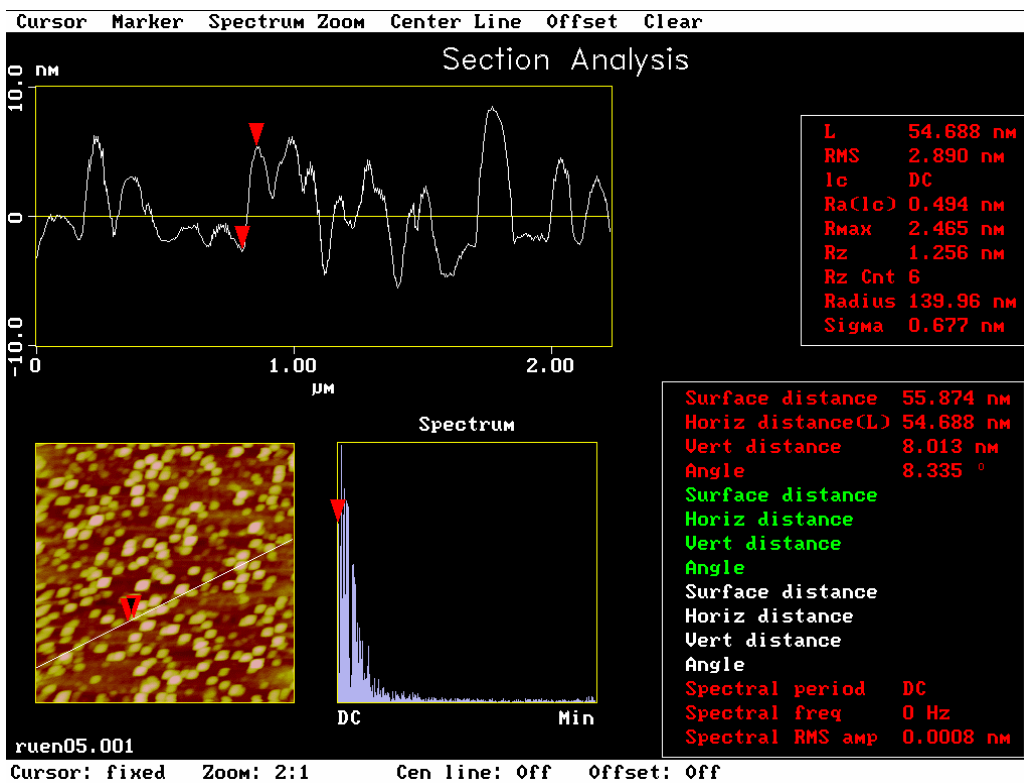 Cursor Marker Spectrum Zoom Center Line Offset Clear
Section Analysis
nM
10.0
0
-10.0
0 1.00 2.00
µM
L 54.688 nM
RMS 2.890 nM
lc DC
Ra(lc) 0.494 nM
Rmax 2.465 nM
Rz 1.256 nM
Rz Cnt 6
Radius 139.96 nM
Sigma 0.677 nM
Surface distance 55.874 nM
Horiz distance(L) 54.688 nM
Vert distance 8.013 nM
Angle 8.335 °
Surface distance
Horiz distance
Vert distance
Angle
Surface distance
Horiz distance
Vert distance
Angle
Spectral period DC
Spectral freq 0 Hz
Spectral RMS amp 0.0008 nM
Spectrum
DC Min
ruen05.001
Cursor: fixed Zoom: 2:1 Cen line: Off Offset: Off